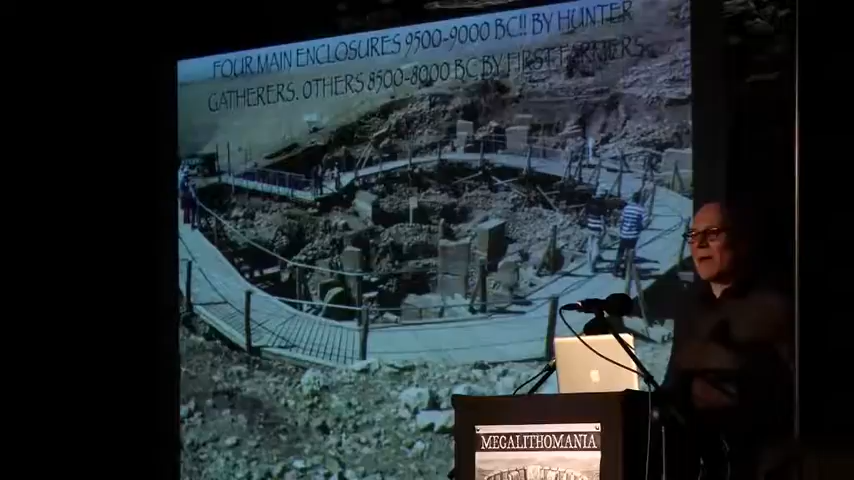 FOUR MAIN ENCLOSURES 9500-9000 BC!! BY HUNTER
GATHERERS. OTHERS 8500-8000 BC BY FIRST FARMERS
MEGALITHOMANIA